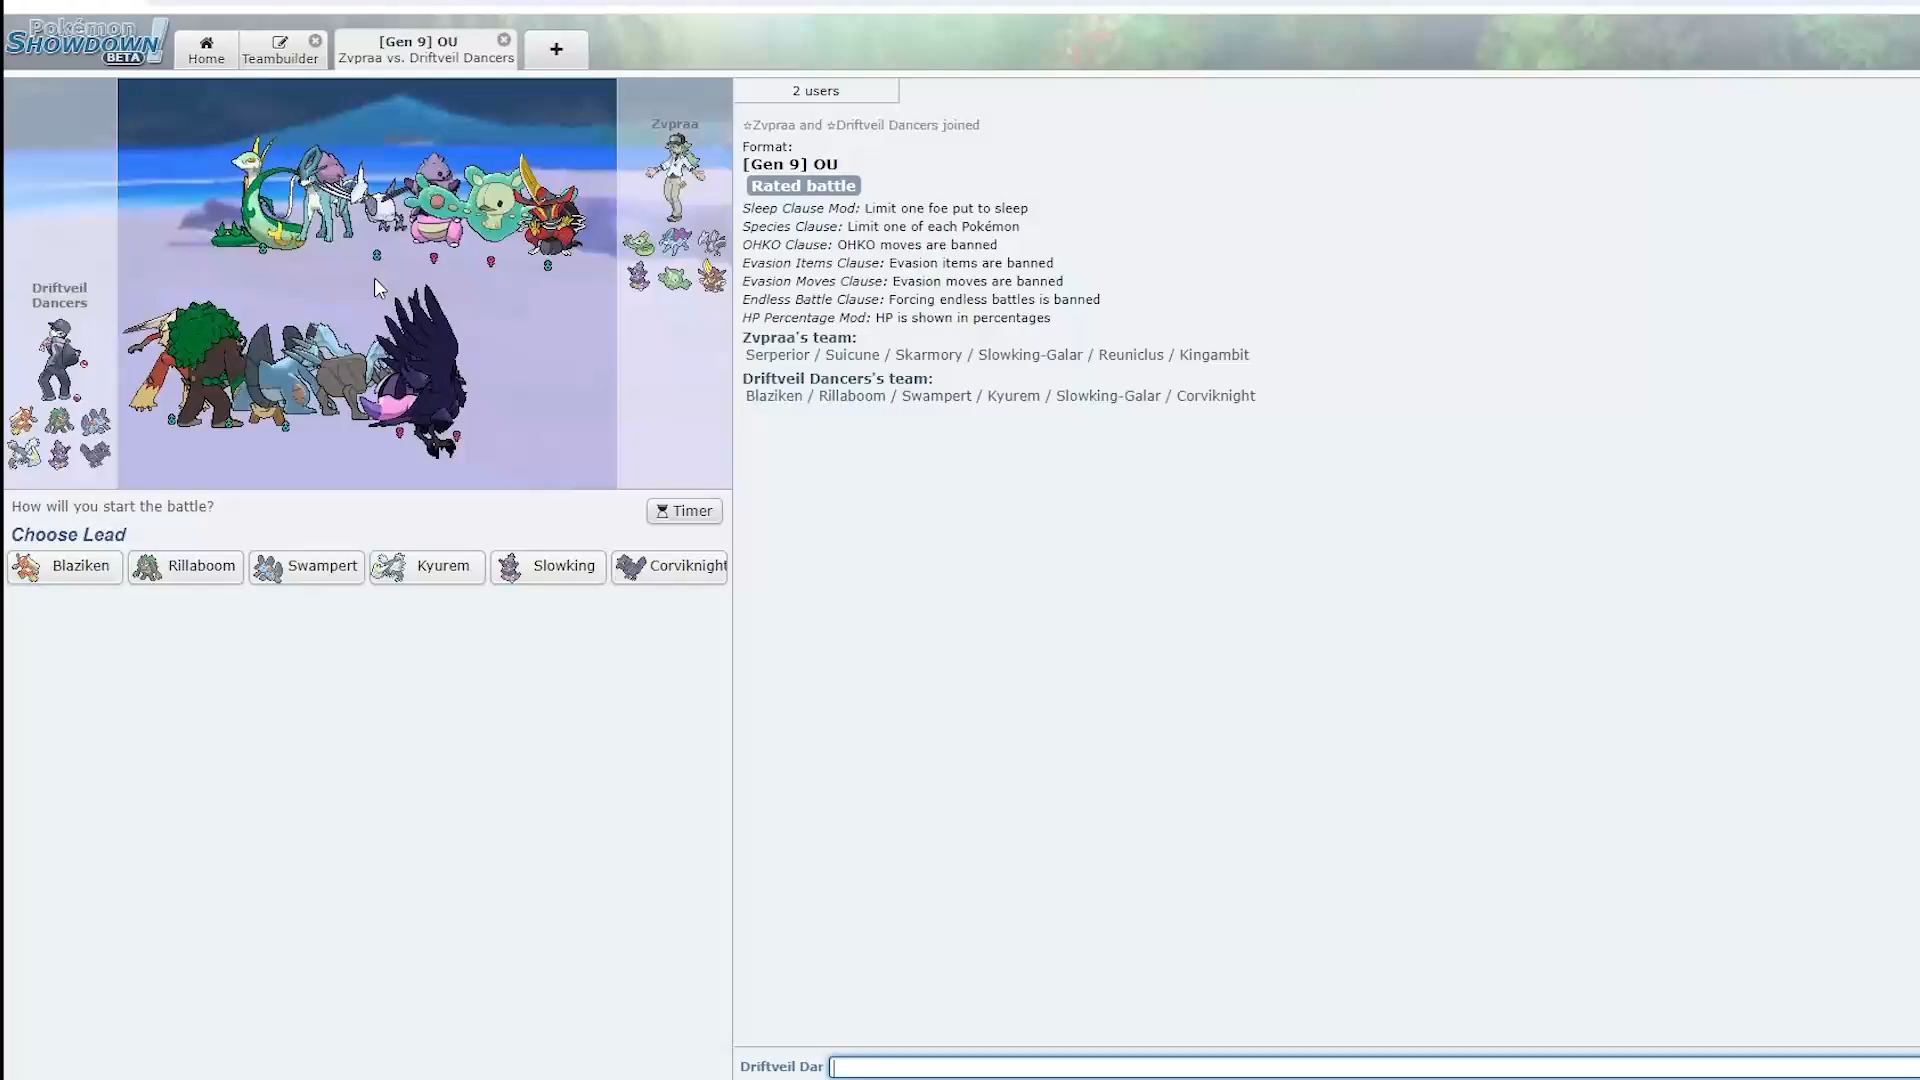 Pokémon
SHOWDOWN!
BETA
Home
Teambuilder
[Gen 9] OU
Zvpraa vs. Driftveil Dancers
+
2 users
Zvpraa
Driftveil
Dancers
☆Zvpraa and ☆Driftveil Dancers joined
Format:
[Gen 9] OU
Rated battle
Sleep Clause Mod: Limit one foe put to sleep
Species Clause: Limit one of each Pokémon
OHKO Clause: OHKO moves are banned
Evasion Items Clause: Evasion items are banned
Evasion Moves Clause: Evasion moves are banned
Endless Battle Clause: Forcing endless battles is banned
HP Percentage Mod: HP is shown in percentages
Zvpraa's team:
Serperior / Suicune / Skarmory / Slowking-Galar / Reuniclus / Kingambit
Driftveil Dancers's team:
Blaziken / Rillaboom / Swampert / Kyurem / Slowking-Galar / Corviknight
How will you start the battle?
Timer
Choose Lead
Blaziken
Rillaboom
Swampert
Kyurem
Slowking
Corviknight
Driftveil Dar